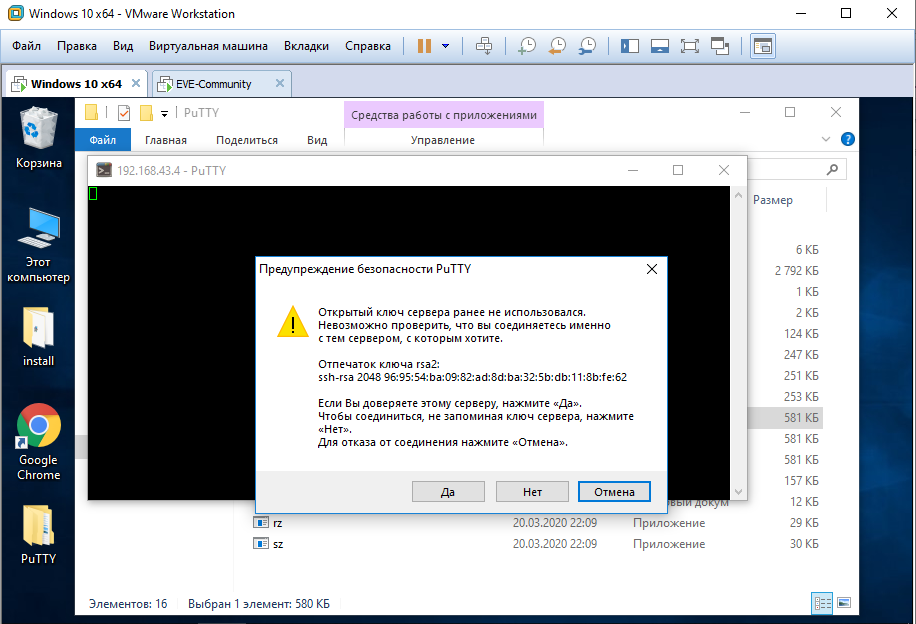 Windows 10 x64 - VMware Workstation
Файл Правка Вид Виртуальная машина Вкладки Справка
Windows 10 x64 EVE-Community
PuTTY
Средства работы с приложениями
Файл Главная Поделиться Вид Управление
Корзина
Этот
компьютер
install
Google
Chrome
PuTTY
192.168.43.4 - PuTTY
Размер
6 КБ
2 792 КБ
1 КБ
2 КБ
124 КБ
247 КБ
251 КБ
253 КБ
581 КБ
581 КБ
581 КБ
157 КБ
вый докум 12 КБ
rz 20.03.2020 22:09 Приложение 29 КБ
sz 20.03.2020 22:09 Приложение 30 КБ
Предупреждение безопасности PuTTY
Открытый ключ сервера ранее не использовался.
Невозможно проверить, что вы соединяетесь именно
с тем сервером, с которым хотите.
Отпечаток ключа rsa2:
ssh-rsa 2048 96:95:54:ba:09:82:ad:8d:ba:32:5b:db:11:8b:fe:62
Если Вы доверяете этому серверу, нажмите «Да».
Чтобы соединиться, не запоминая ключ сервера, нажмите
«Нет».
Для отказа от соединения нажмите «Отмена».
Да Нет Отмена
Элементов: 16 Выбран 1 элемент: 580 КБ